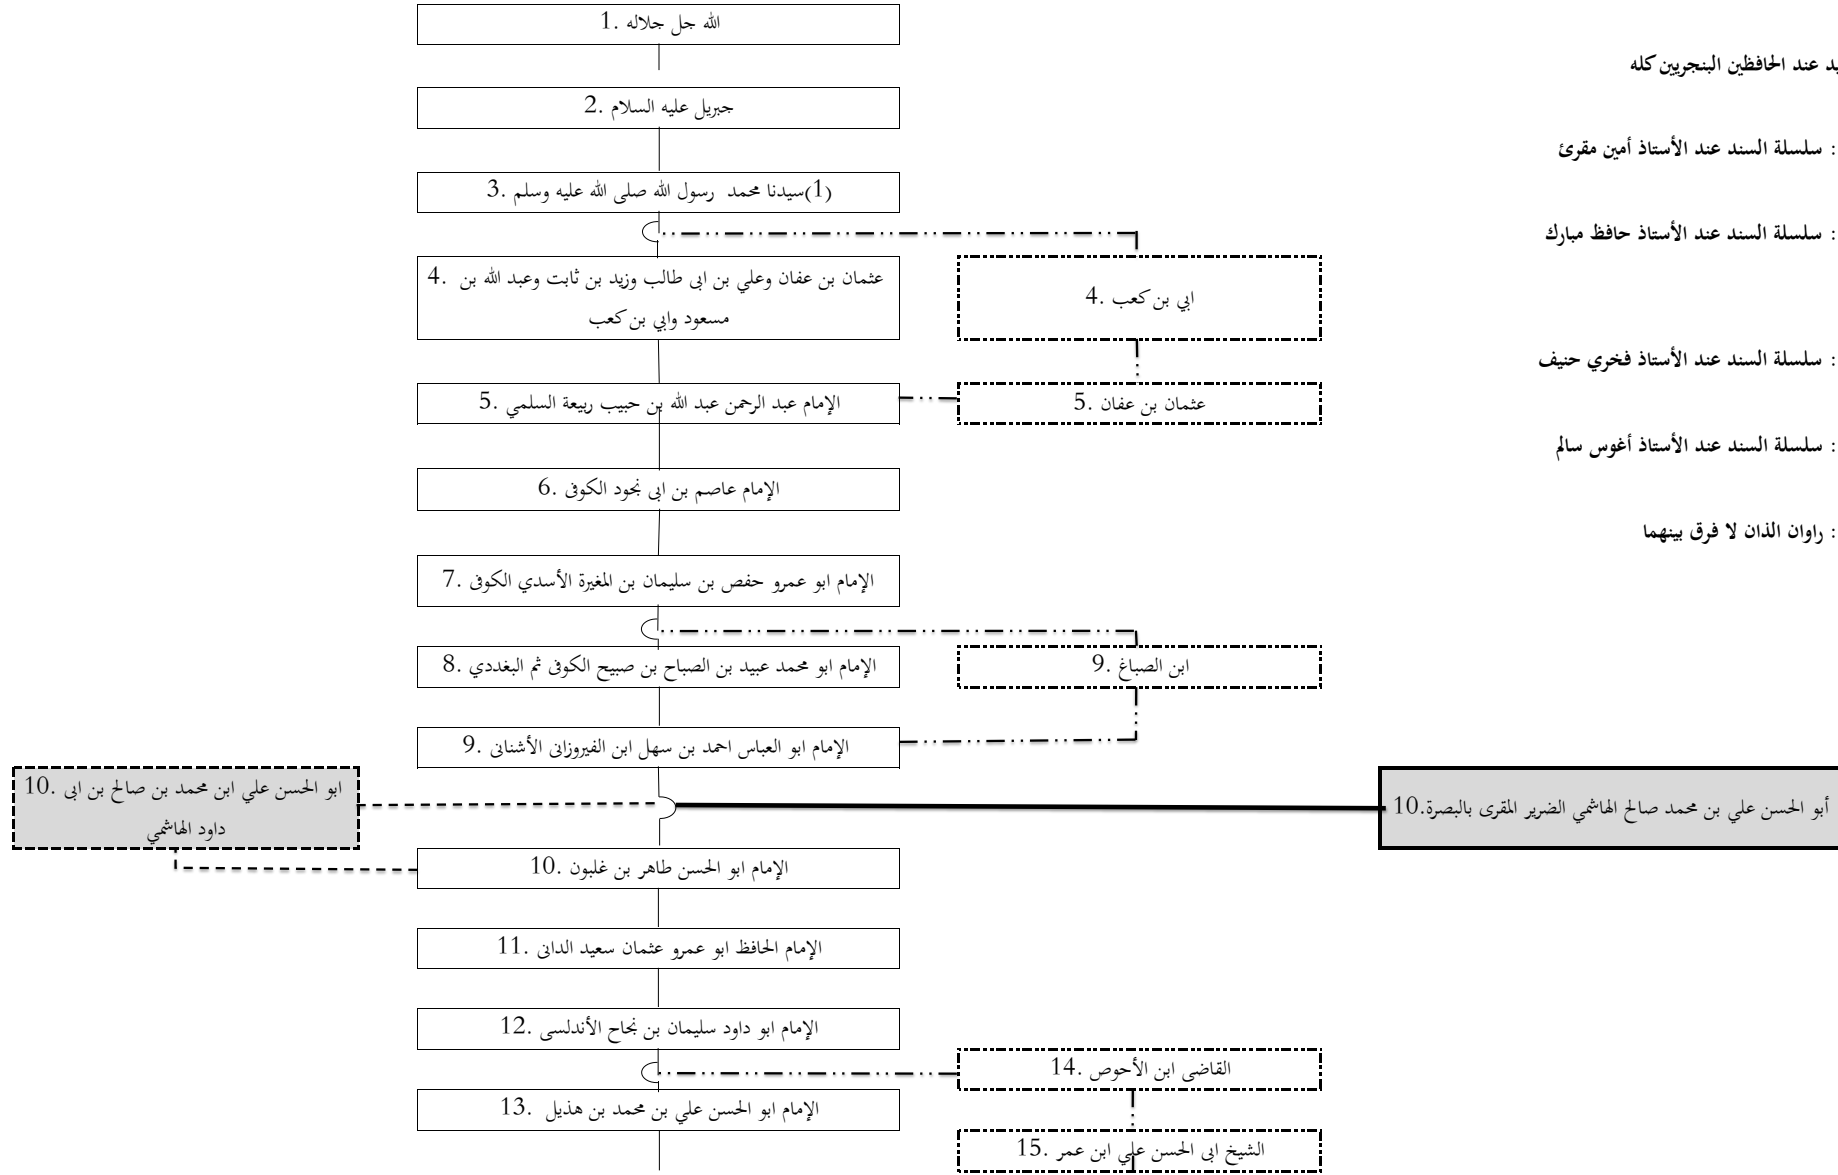 1. الله جل جلاله
يد عند الحافظين البنجريين كله
2. جبريل عليه السلام
: سلسلة السند عند الأستاذ أمين مقرئ
3. سيدنا محمد رسول الله صلى الله عليه وسلم(1)
: سلسلة السند عند الأستاذ حافظ مبارك
4. عثمان بن عفان وعلي بن ابى طالب وزيد بن ثابت وعبد الله بن
مسعود وابي بن كعب
4. ابي بن كعب
: سلسلة السند عند الأستاذ فخري حنيف
5. الإمام عبد الرحمن عبد الله بن حبيب ربيعة السلمي
5. عثمان بن عفان
: سلسلة السند عند الأستاذ أغوس سالم
6. الإمام عاصم بن ابى نجود الكوفى
: راوان الذان لا فرق بينهما
7. الإمام ابو عمرو حفص بن سليمان بن المغيرة الأسدي الكوفى
8. الإمام ابو محمد عبيد بن الصباح بن صبيح الكوفى ثم البغددي
9. ابن الصباغ
9. الإمام ابو العباس احمد بن سهل ابن الفيروزانى الأشنانى
10. ابو الحسن علي ابن محمد بن صالح بن ابى
داود الهاشمي
10.أبو الحسن علي بن محمد صالح الهاشمي الضرير المقرى بالبصرة
10. الإمام ابو الحسن طاهر بن غلبون
11. الإمام الحافظ ابو عمرو عثمان سعيد الدانى
12. الإمام ابو داود سليمان بن نجاح الأندلسى
14. القاضى ابن الأحوص
13. الإمام ابو الحسن علي بن محمد بن هذيل
15. الشيخ ابى الحسن علي ابن عمر